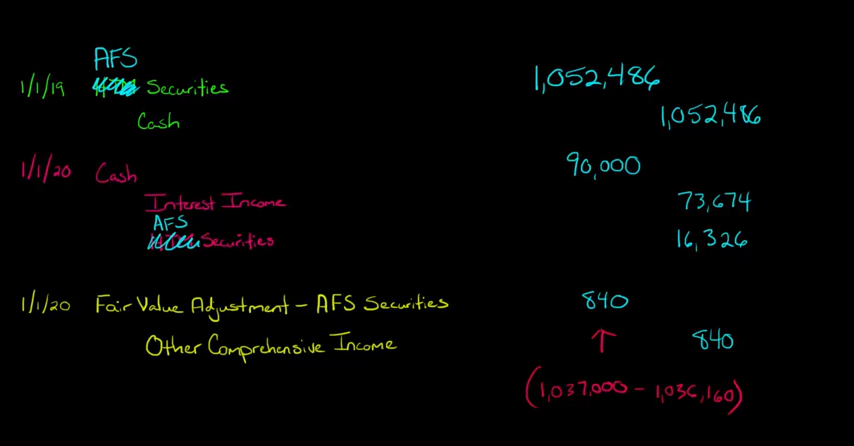 AFS
1/1/19 Securities 1,052,486
Cash 1,052,486
1/1/20 Cash 90,000
Interest Income 73,674
AFS
Securities 16,326
1/1/20 Fair Value Adjustment - AFS Securities 840
Other Comprehensive Income 840
(1,037,000 - 1,036,160)